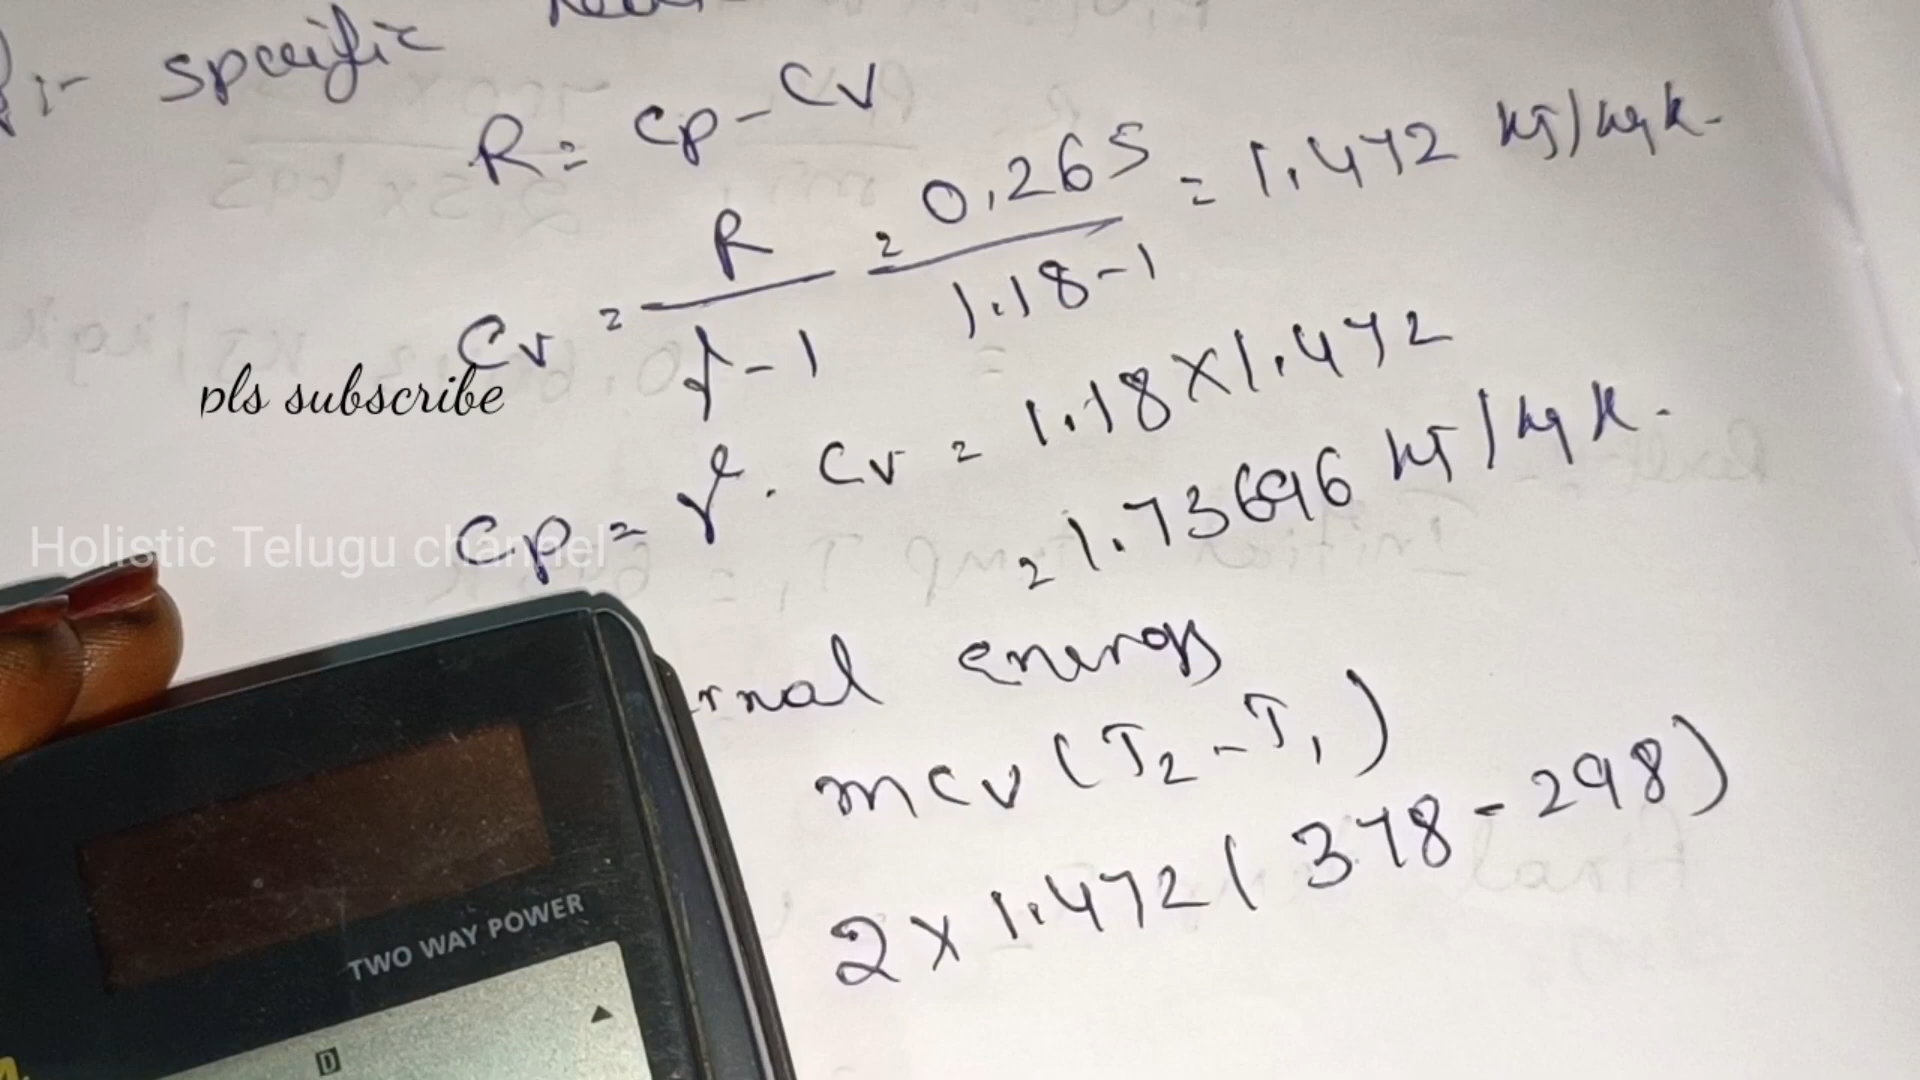 :- specific
R = Cp - Cv
Cv = R / γ - 1 = 0.265 / 1.18 - 1 = 1.472 kJ/kg k.
pls subscribe
Cp = γ. Cv = 1.18 x 1.472
= 1.73696 kJ/kg k.
Holistic Telugu channel
rnal energy
mcv (T2 - T1)
2 x 1.472 ( 378 - 298)
TWO WAY POWER
D